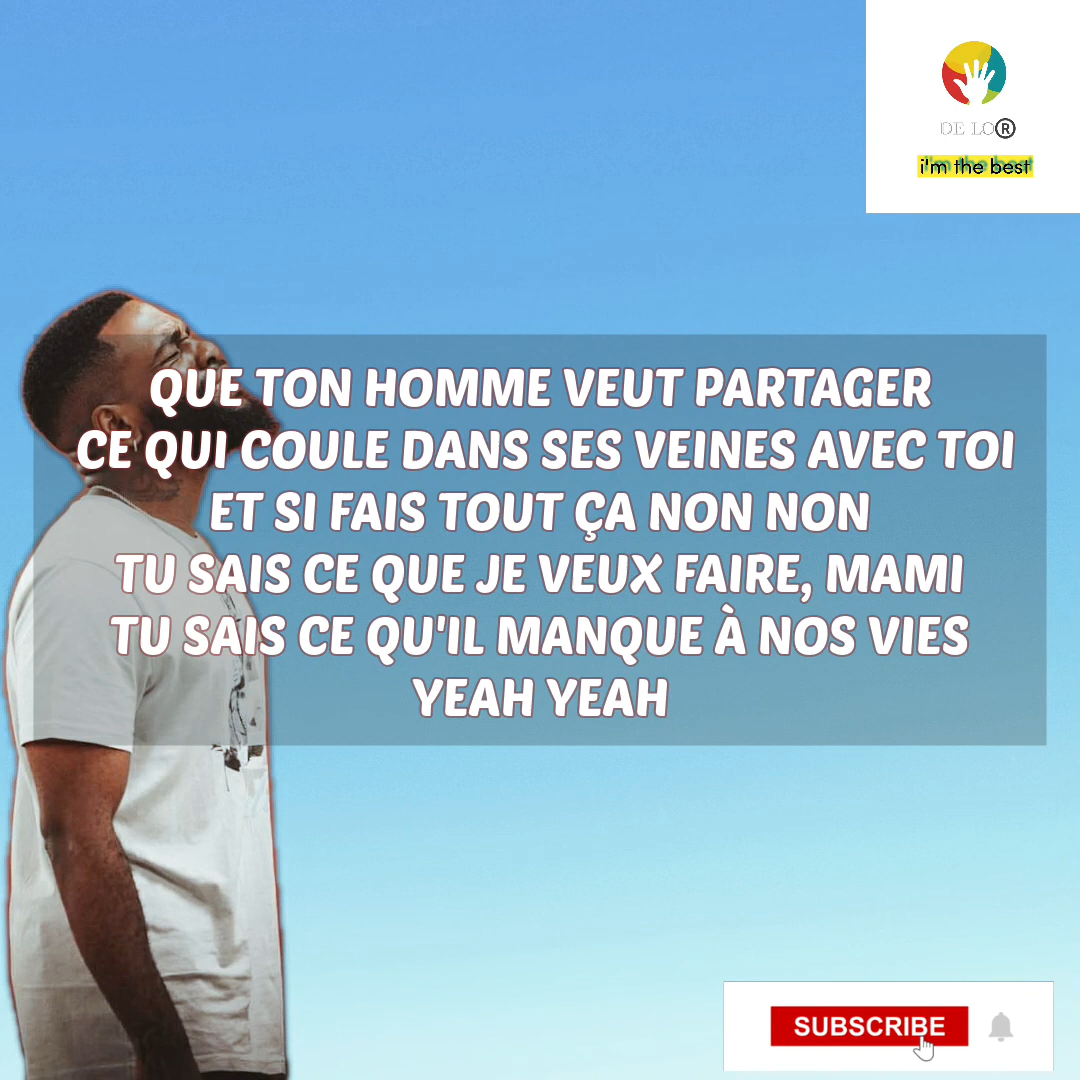 DE LO®
i'm the best
QUE TON HOMME VEUT PARTAGER
CE QUI COULE DANS SES VEINES AVEC TOI
ET SI FAIS TOUT ÇA NON NON
TU SAIS CE QUE JE VEUX FAIRE, MAMI
TU SAIS CE QU'IL MANQUE À NOS VIES
YEAH YEAH
SUBSCRIBE